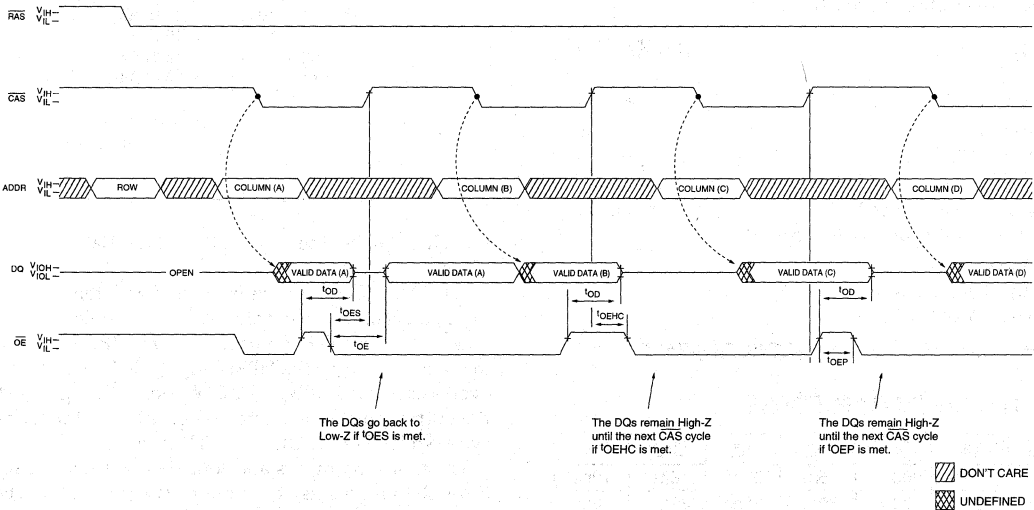 RAS VIH
VIL
CAS VIH
VIL
ADDR VIH
VIL
ROW
COLUMN (A)
COLUMN (B)
COLUMN (C)
COLUMN (D)
DQ VIOH
VIOL
OPEN
VALID DATA (A)
VALID DATA (A)
VALID DATA (B)
VALID DATA (C)
VALID DATA (D)
tOD
tOD
tOD
tOES
tOEHC
OE VIH
VIL
tOE
tOEP
The DQs go back to
Low-Z if tOES is met.
The DQs remain High-Z
until the next CAS cycle
if tOEHC is met.
The DQs remain High-Z
until the next CAS cycle
if tOEP is met.
DON'T CARE
UNDEFINED